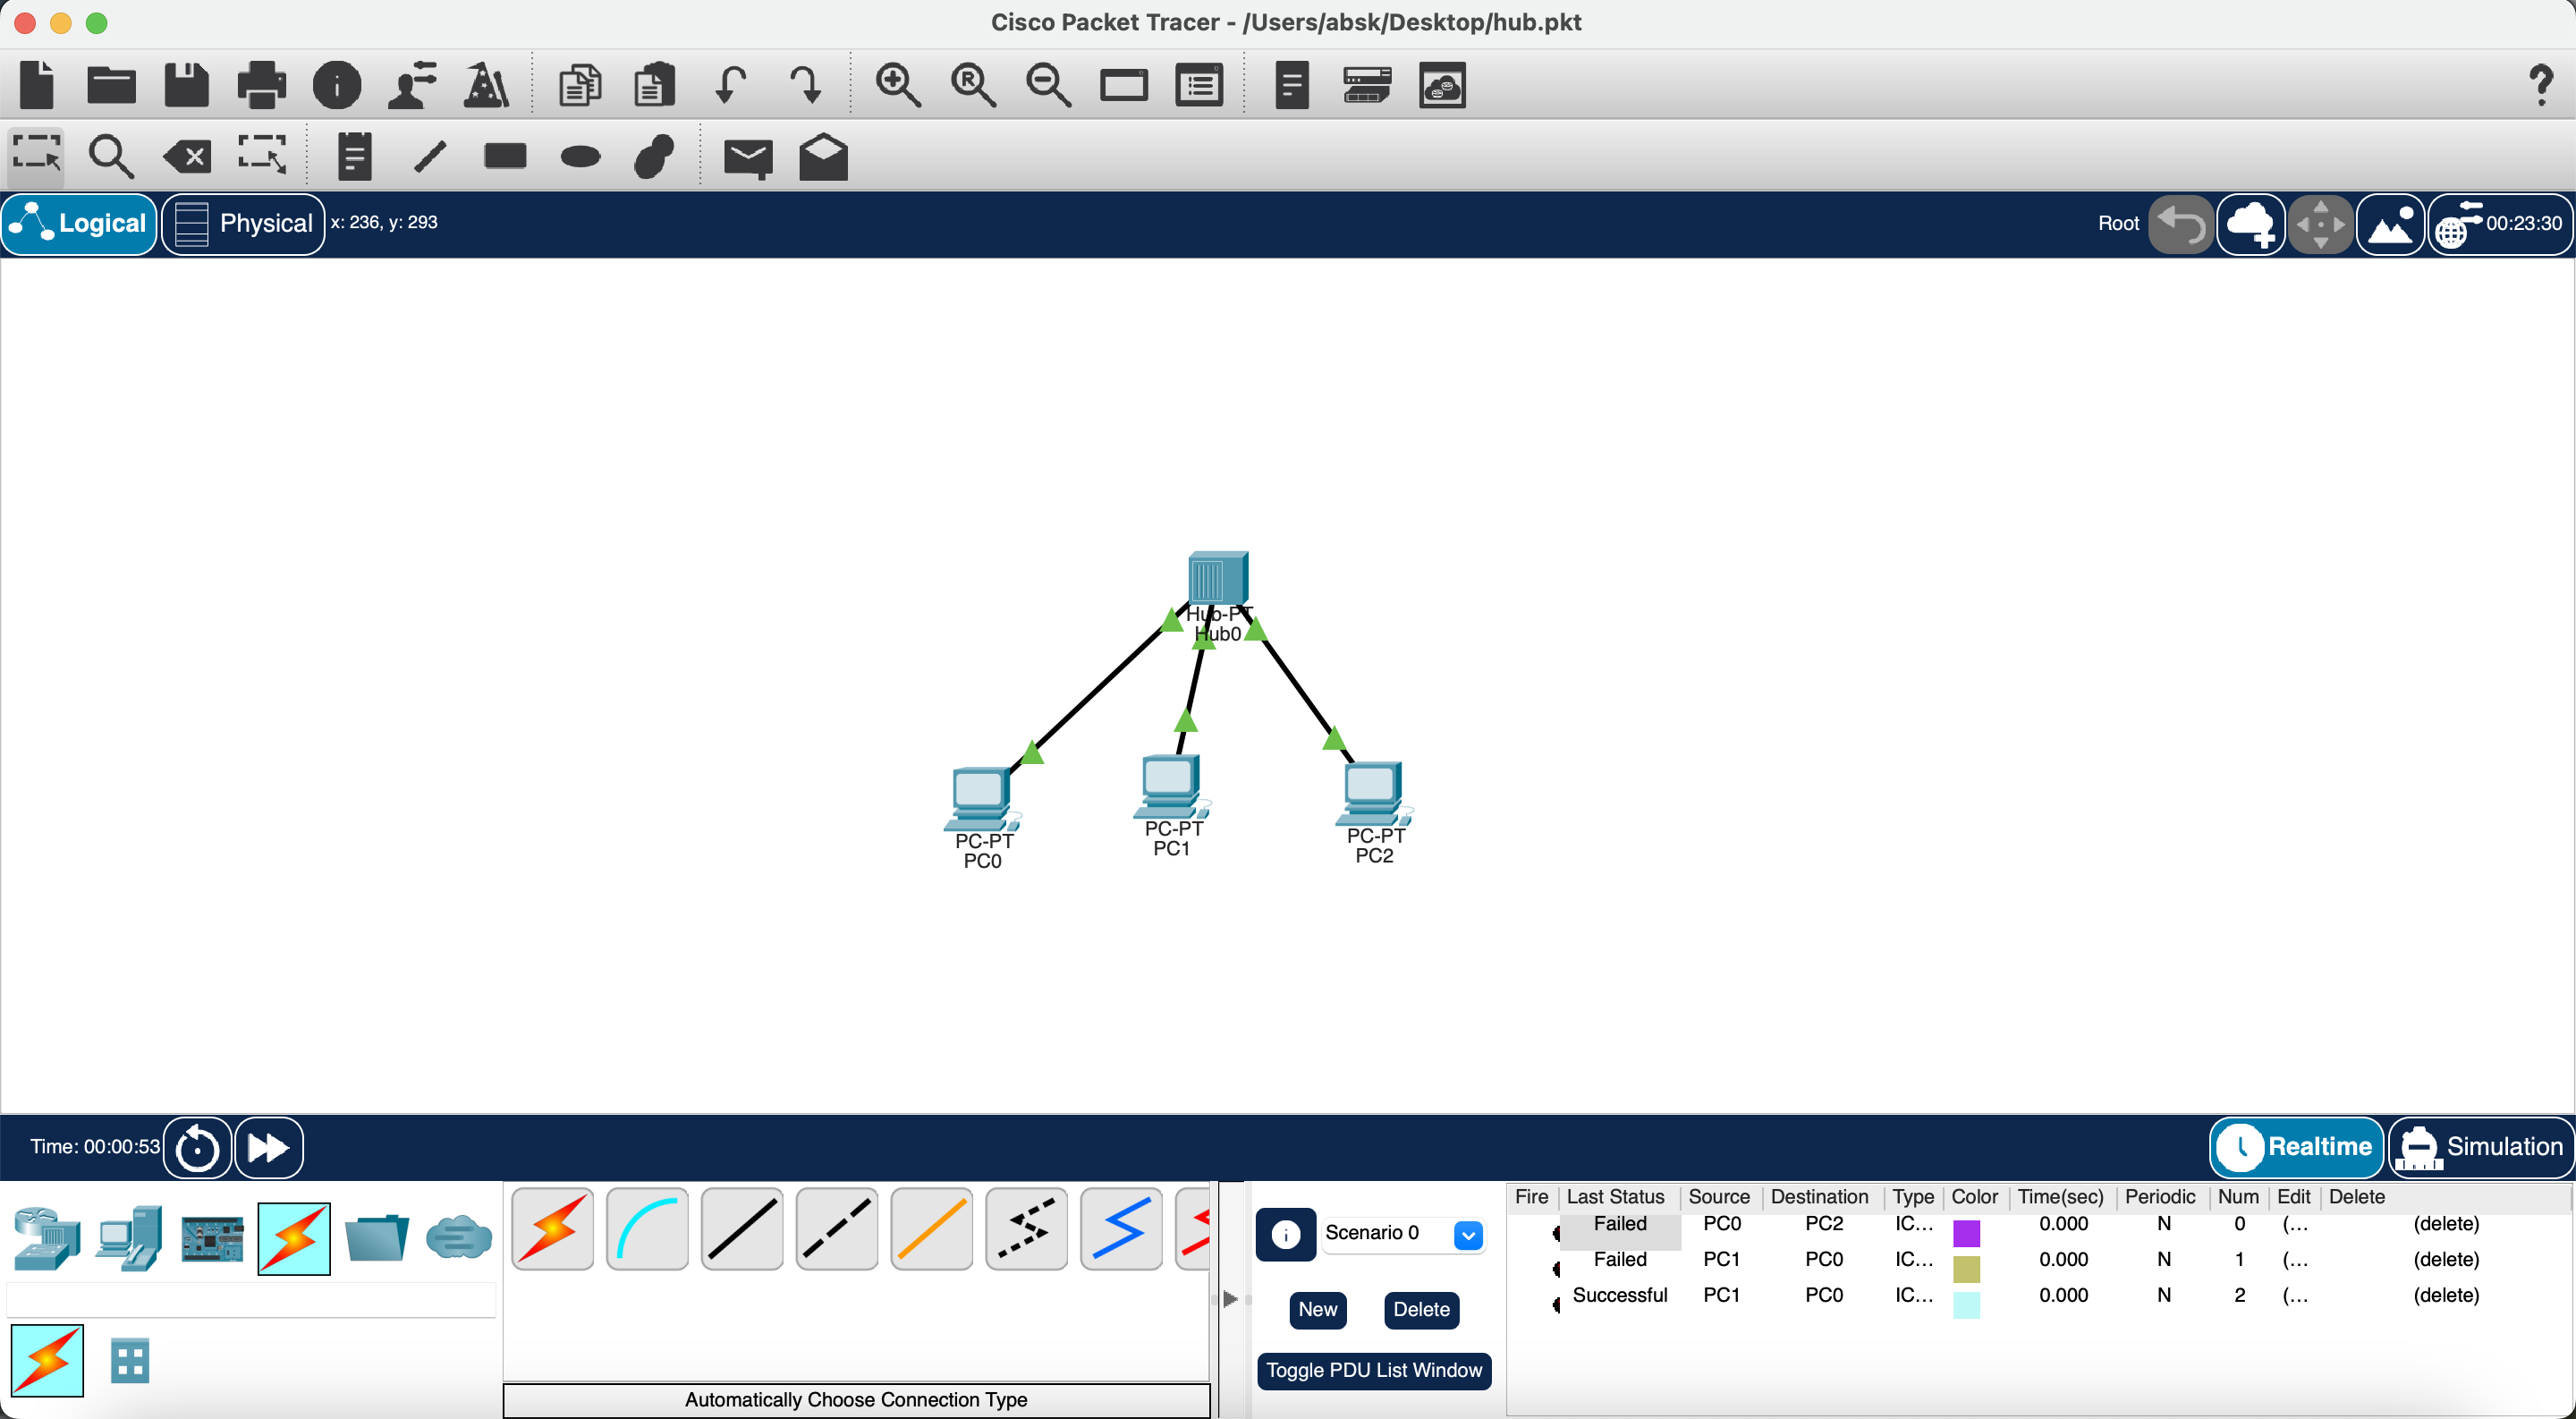 Cisco Packet Tracer - /Users/absk/Desktop/hub.pkt
Logical Physical x: 236, y: 293 Root 00:23:30
Hub-PT
Hub0
PC-PT
PC0
PC-PT
PC1
PC-PT
PC2
Time: 00:00:53 Realtime Simulation
Fire Last Status Source Destination Type Color Time(sec) Periodic Num Edit Delete
Failed PC0 PC2 IC... 0.000 N 0 (... (delete)
Failed PC1 PC0 IC... 0.000 N 1 (... (delete)
Successful PC1 PC0 IC... 0.000 N 2 (... (delete)
Scenario 0
New Delete
Toggle PDU List Window
Automatically Choose Connection Type